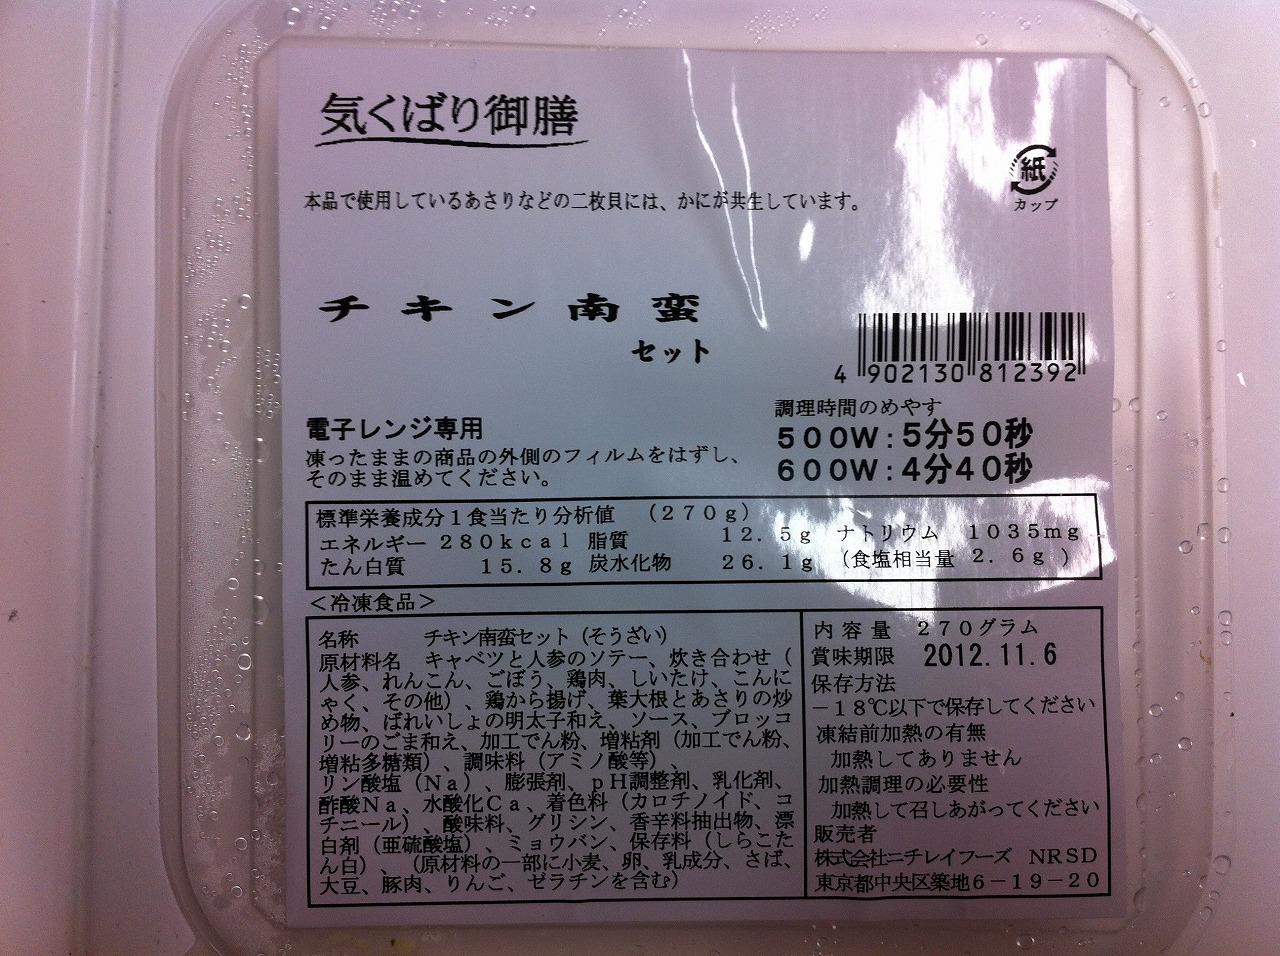 気くばり御膳
紙
カップ
本品で使用しているあさりなどの二枚貝には、かにが共生しています。
チキン南蛮
セット
4 902130 812392
電子レンジ専用
凍ったままの商品の外側のフィルムをはずし、
そのまま温めてください。
調理時間のめやす
500W:5分50秒
600W:4分40秒
標準栄養成分1食当たり分析値 (270g)
エネルギー 280kcal 脂質 12.5g ナトリウム 1035mg
たん白質 15.8g 炭水化物 26.1g (食塩相当量 2.6g)
<冷凍食品>
名称 チキン南蛮セット(そうざい)
原材料名 キャベツと人参のソテー、炊き合わせ(
人参、れんこん、ごぼう、鶏肉、しいたけ、こんに
ゃく、その他)、鶏から揚げ、葉大根とあさりの炒
め物、ばれいしょの明太子和え、ソース、ブロッコ
リーのごま和え、加工でん粉、増粘剤(加工でん粉、
増粘多糖類)、調味料(アミノ酸等)、
リン酸塩(Na)、膨張剤、pH調整剤、乳化剤、
酢酸Na、水酸化Ca、着色料(カロチノイド、コ
チニール)、酸味料、グリシン、香辛料抽出物、漂
白剤(亜硫酸塩)、ミョウバン、保存料(しらこた
ん白)、(原材料の一部に小麦、卵、乳成分、さば、
大豆、豚肉、りんご、ゼラチンを含む)
内容量 270グラム
賞味期限 2012.11.6
保存方法
-18℃以下で保存してください
凍結前加熱の有無
加熱してありません
加熱調理の必要性
加熱して召しあがってください
販売者
株式会社ニチレイフーズ NRSD
東京都中央区築地6-19-20